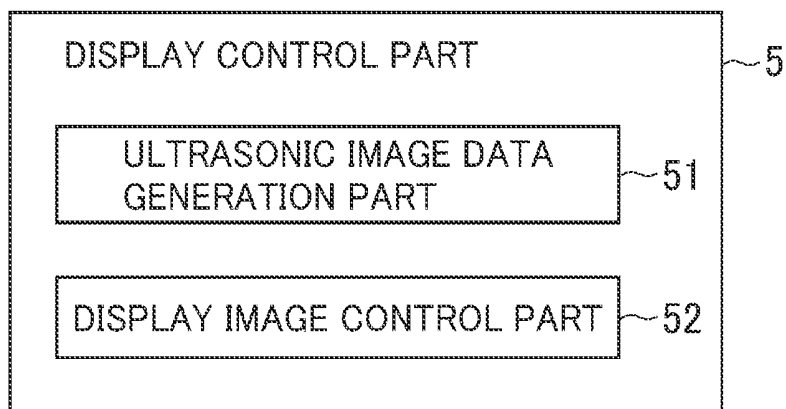 DISPLAY CONTROL PART
5
ULTRASONIC IMAGE DATA
GENERATION PART
51
DISPLAY IMAGE CONTROL PART
52